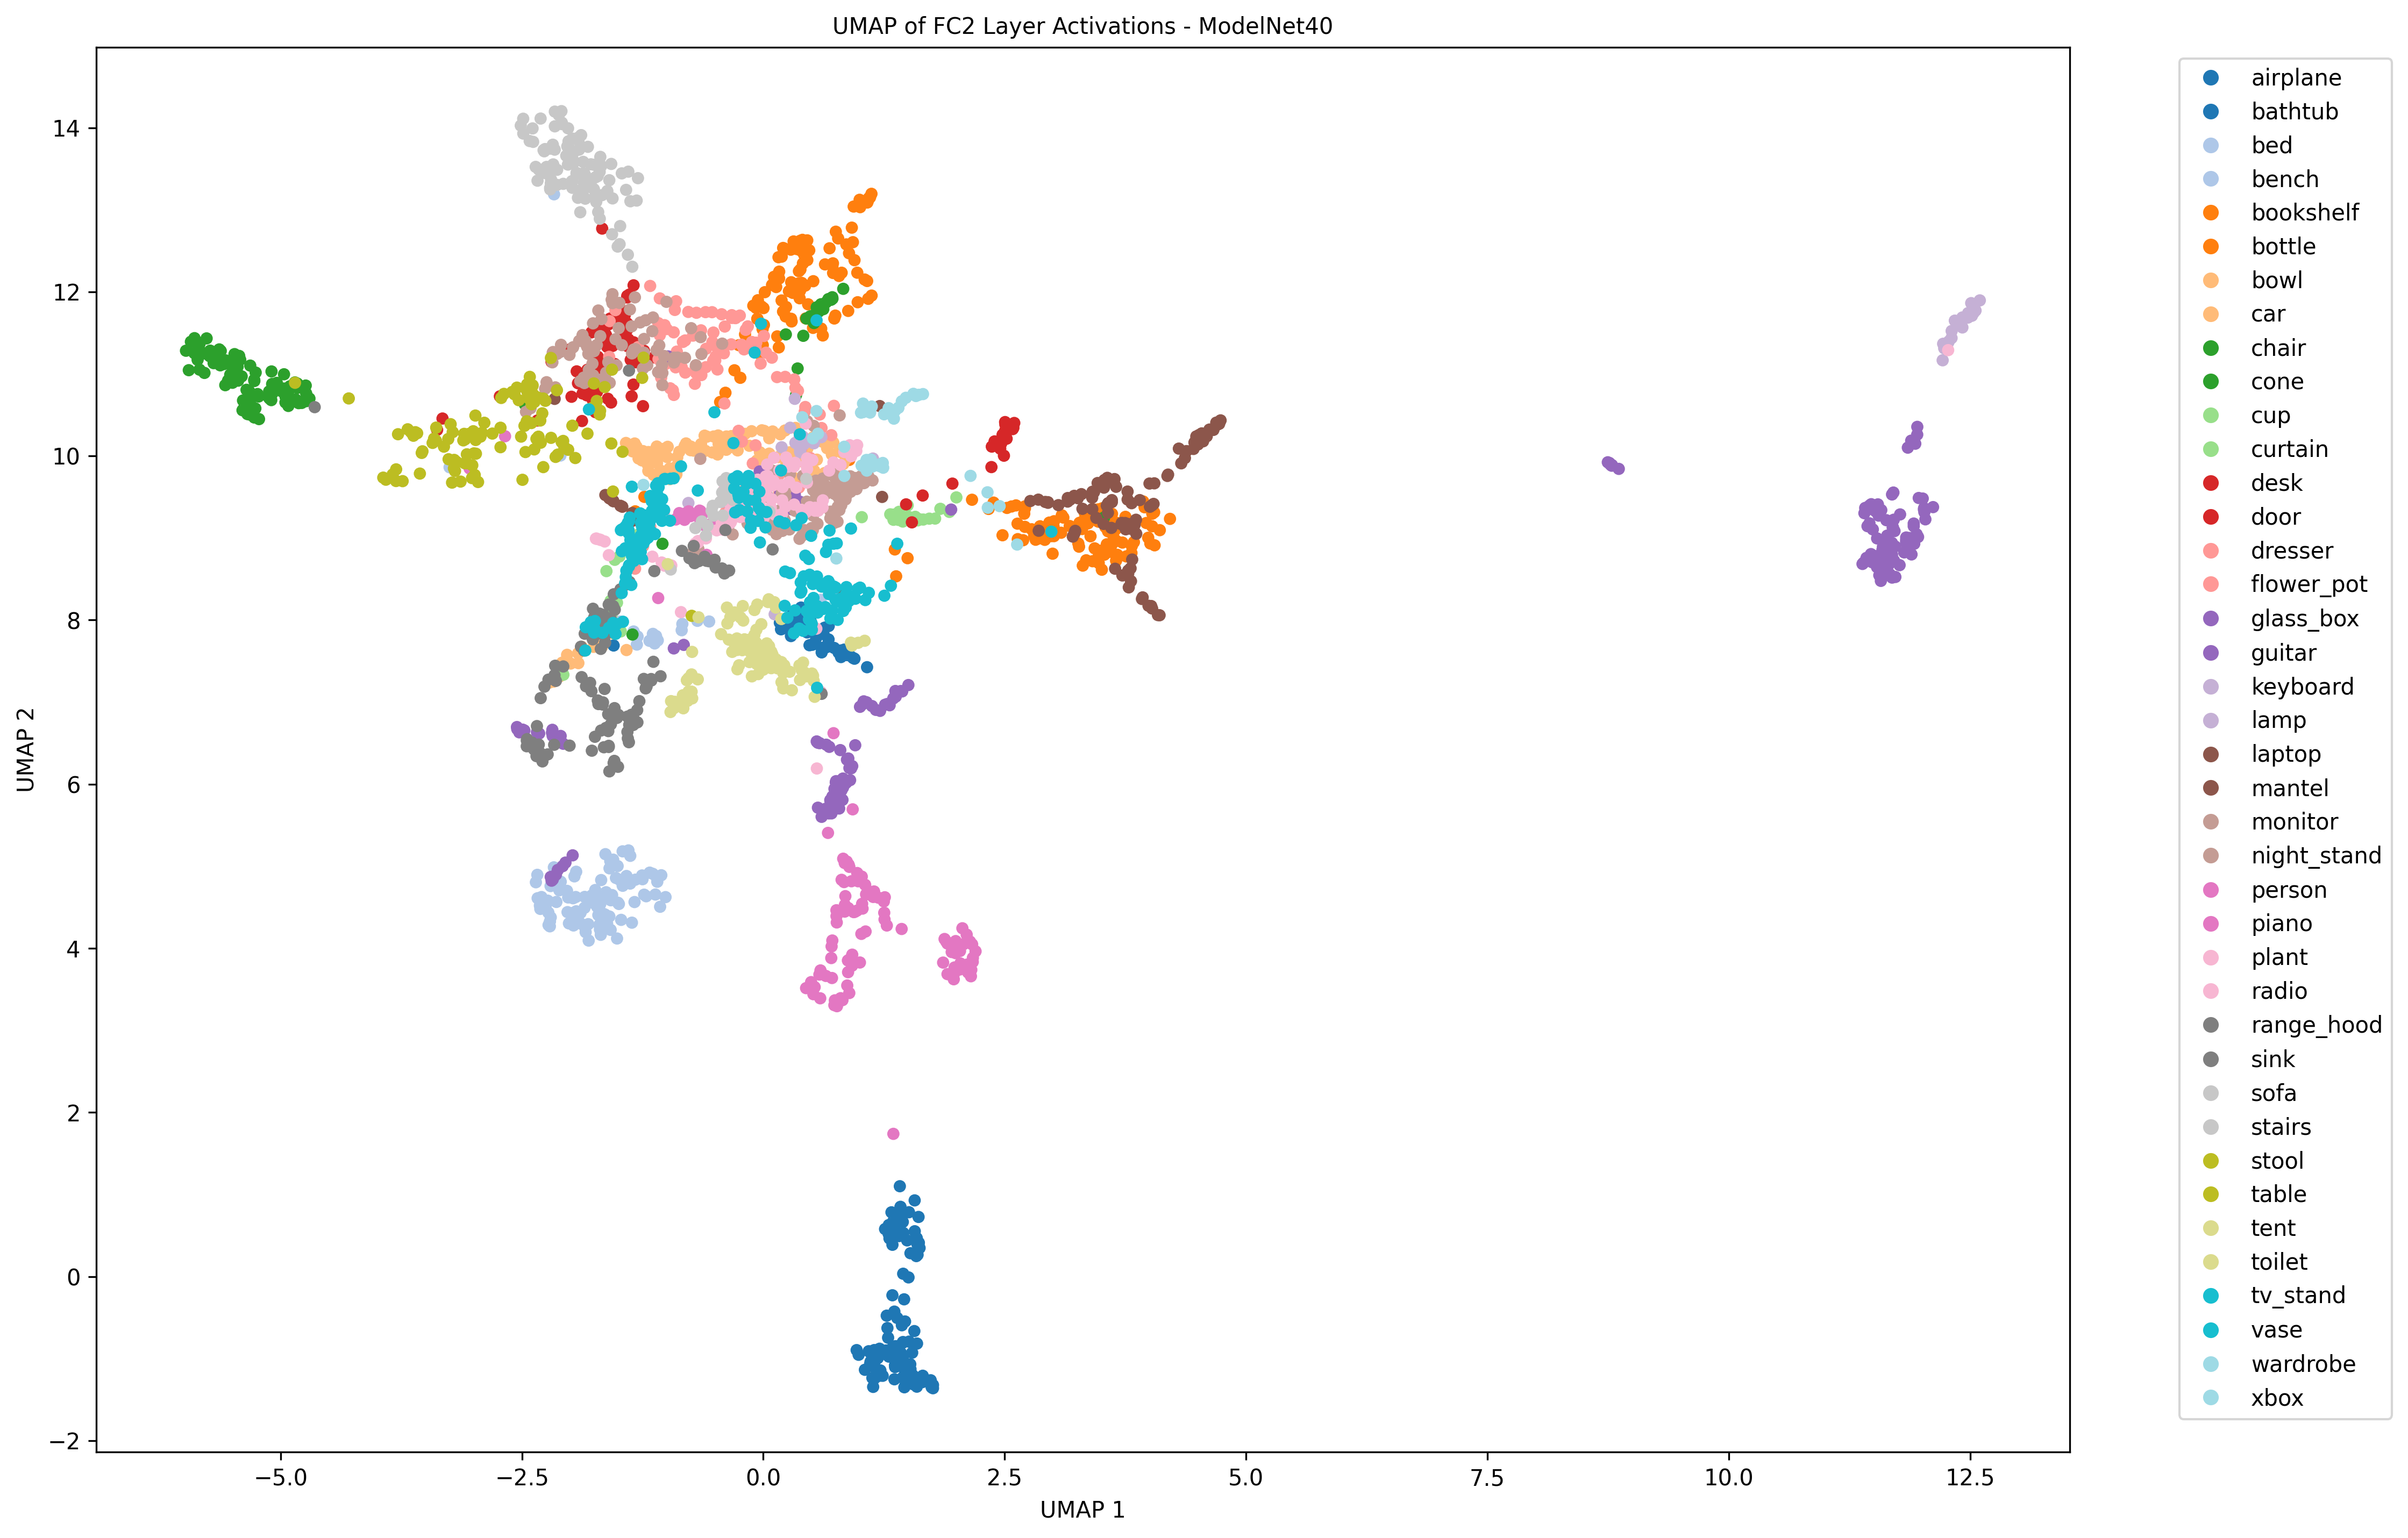 UMAP of FC2 Layer Activations - ModelNet40
14
12
10
8
6
4
2
0
−2
UMAP 2
−5.0
−2.5
0.0
2.5
5.0
7.5
10.0
12.5
UMAP 1
airplane
bathtub
bed
bench
bookshelf
bottle
bowl
car
chair
cone
cup
curtain
desk
door
dresser
flower_pot
glass_box
guitar
keyboard
lamp
laptop
mantel
monitor
night_stand
person
piano
plant
radio
range_hood
sink
sofa
stairs
stool
table
tent
toilet
tv_stand
vase
wardrobe
xbox